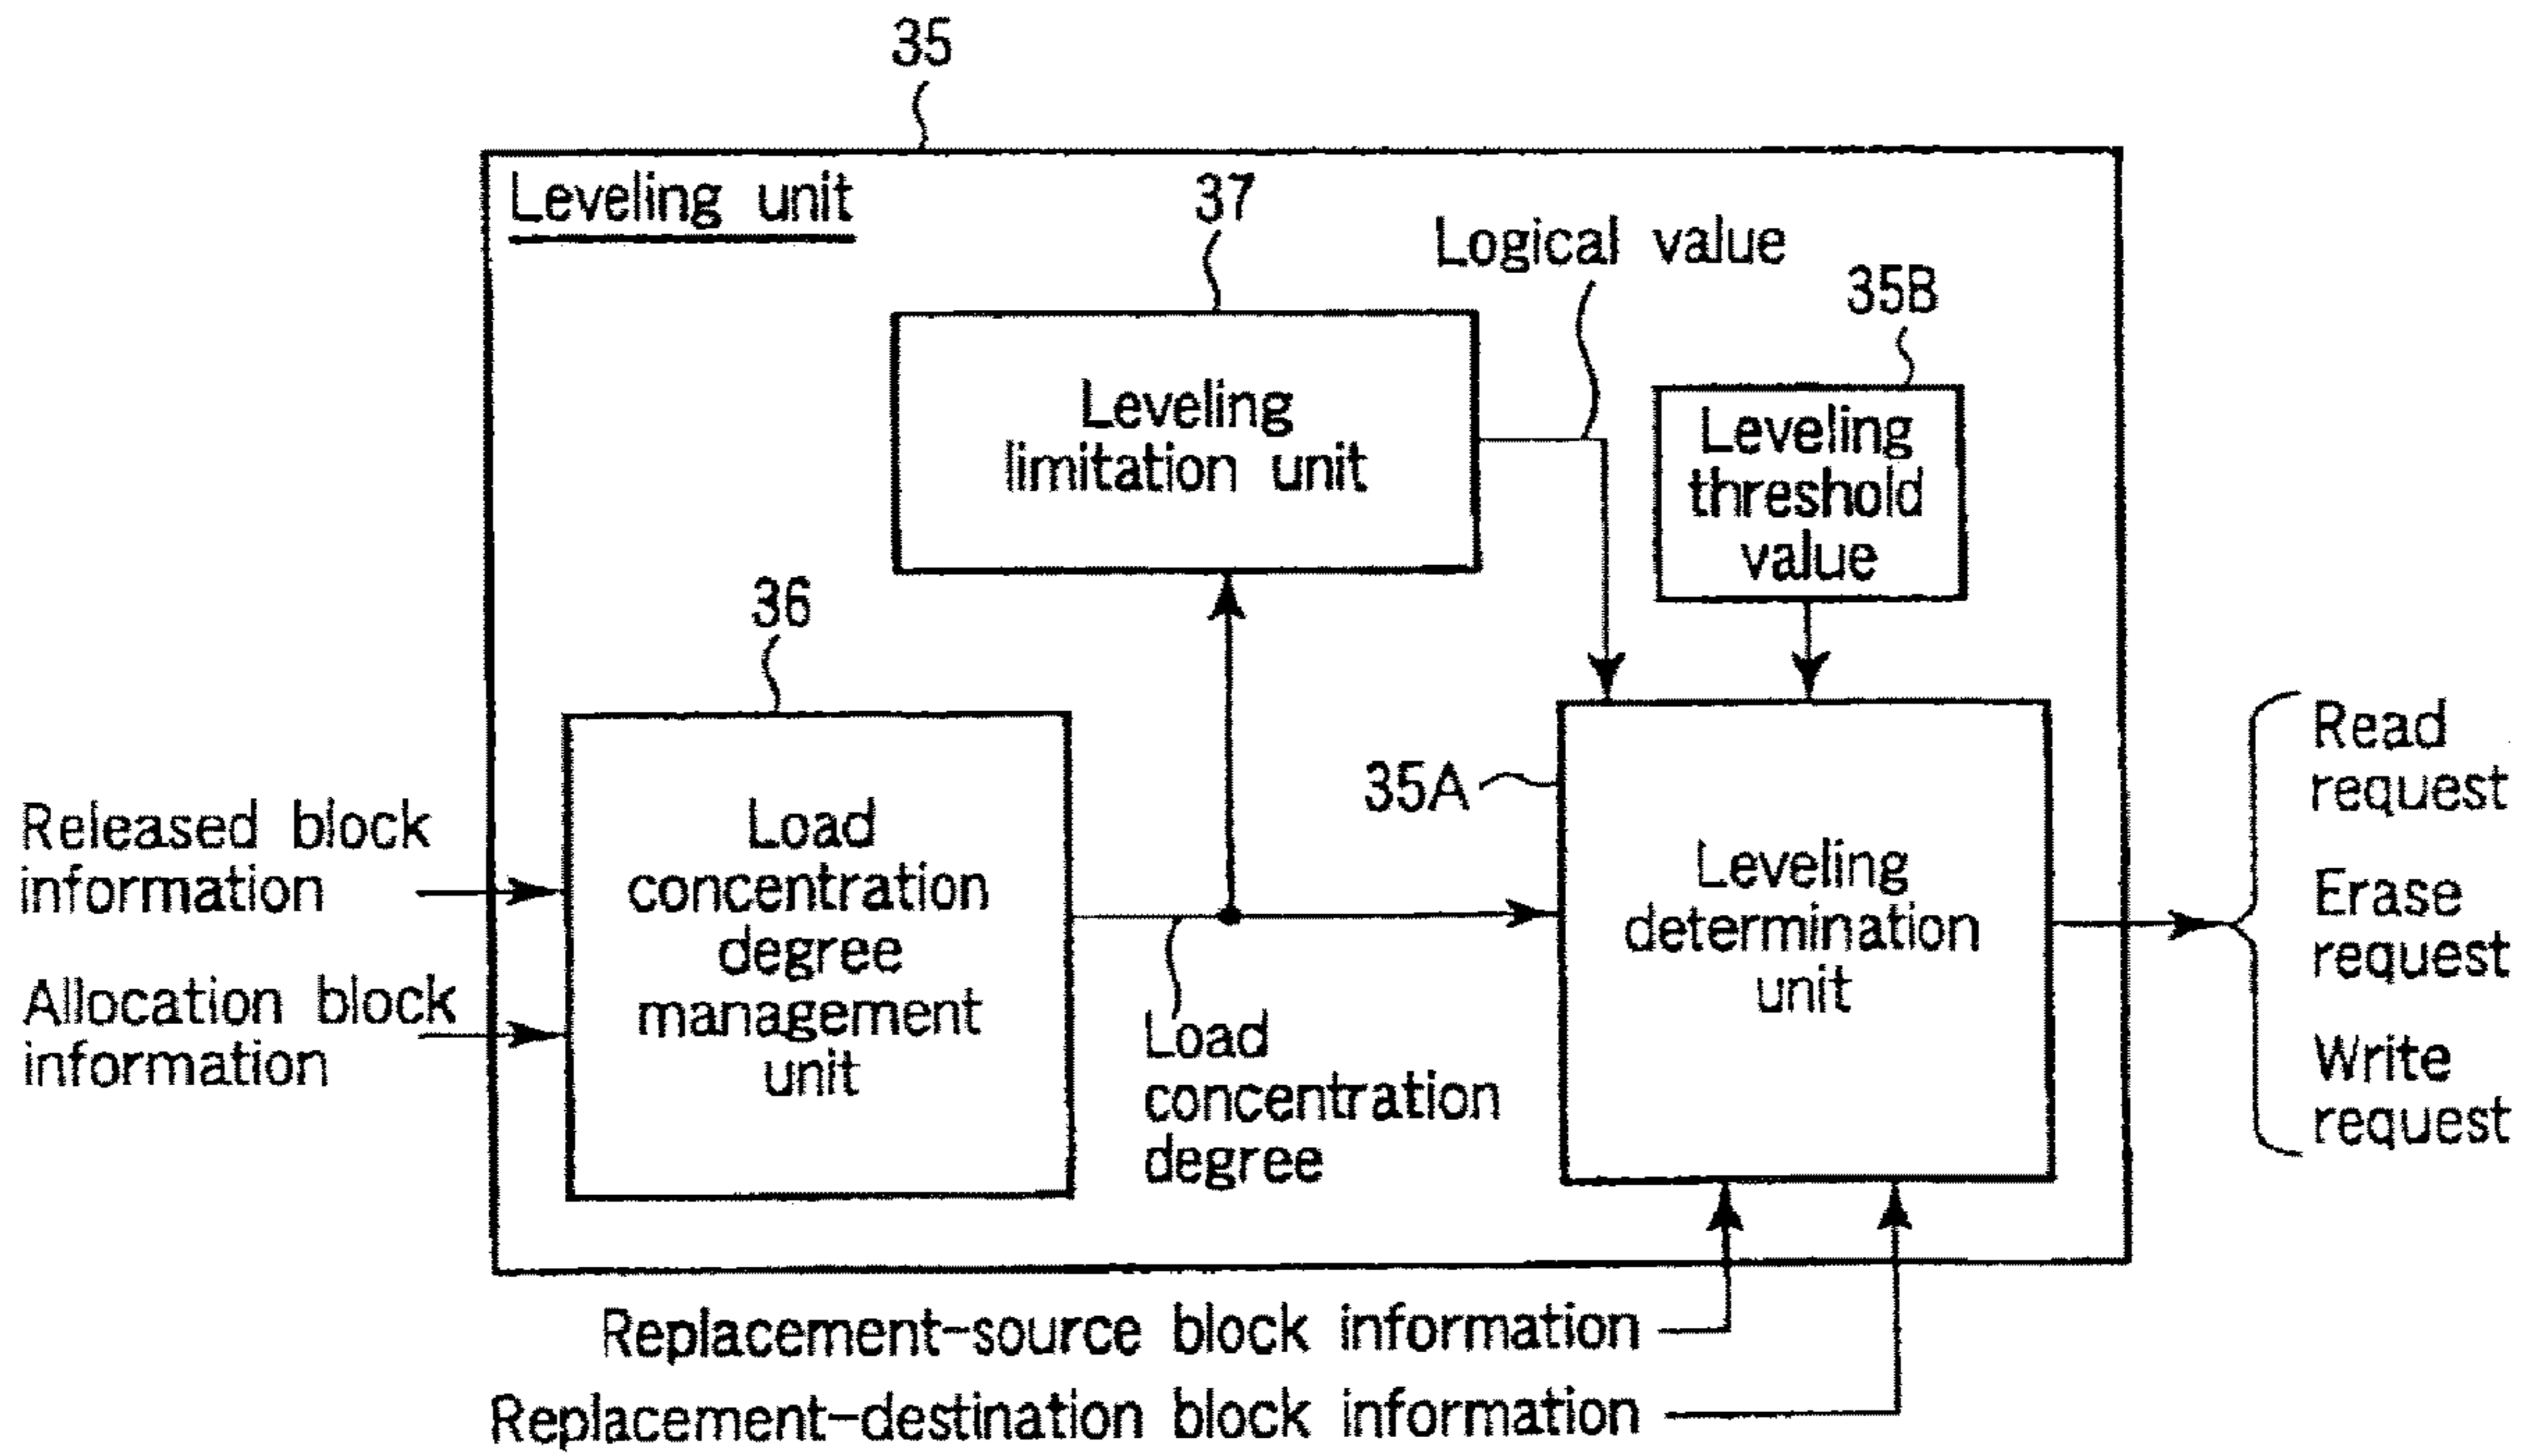 35
Leveling unit
37
Logical value
35B
Leveling
limitation unit
Leveling
threshold
value
36
35A
Load
concentration
degree
management
unit
Leveling
determination
unit
Released block
information
Allocation block
information
Load
concentration
degree
Read
request
Erase
request
Write
request
Replacement-source block information
Replacement-destination block information